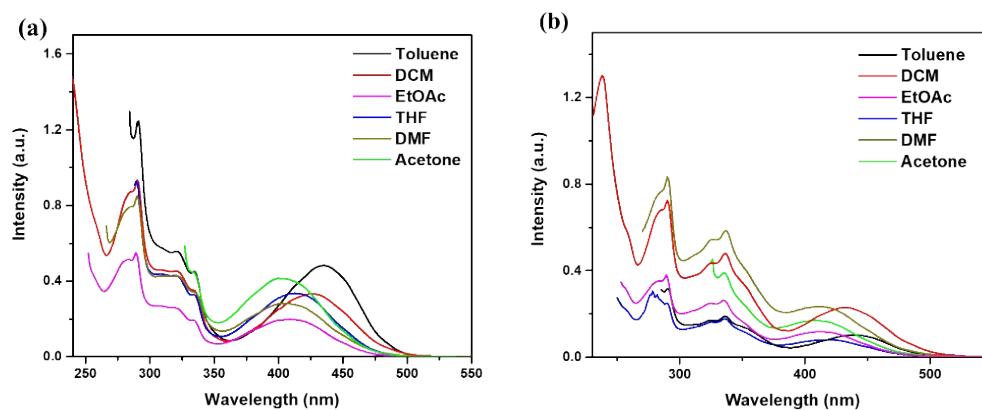 (a)
Intensity (a.u.)
1.6
1.2
0.8
0.4
0.0
Toluene
DCM
EtOAc
THF
DMF
Acetone
250 300 350 400 450 500 550
Wavelength (nm)
(b)
Intensity (a.u.)
1.2
0.8
0.4
0.0
Toluene
DCM
EtOAc
THF
DMF
Acetone
300 400 500
Wavelength (nm)